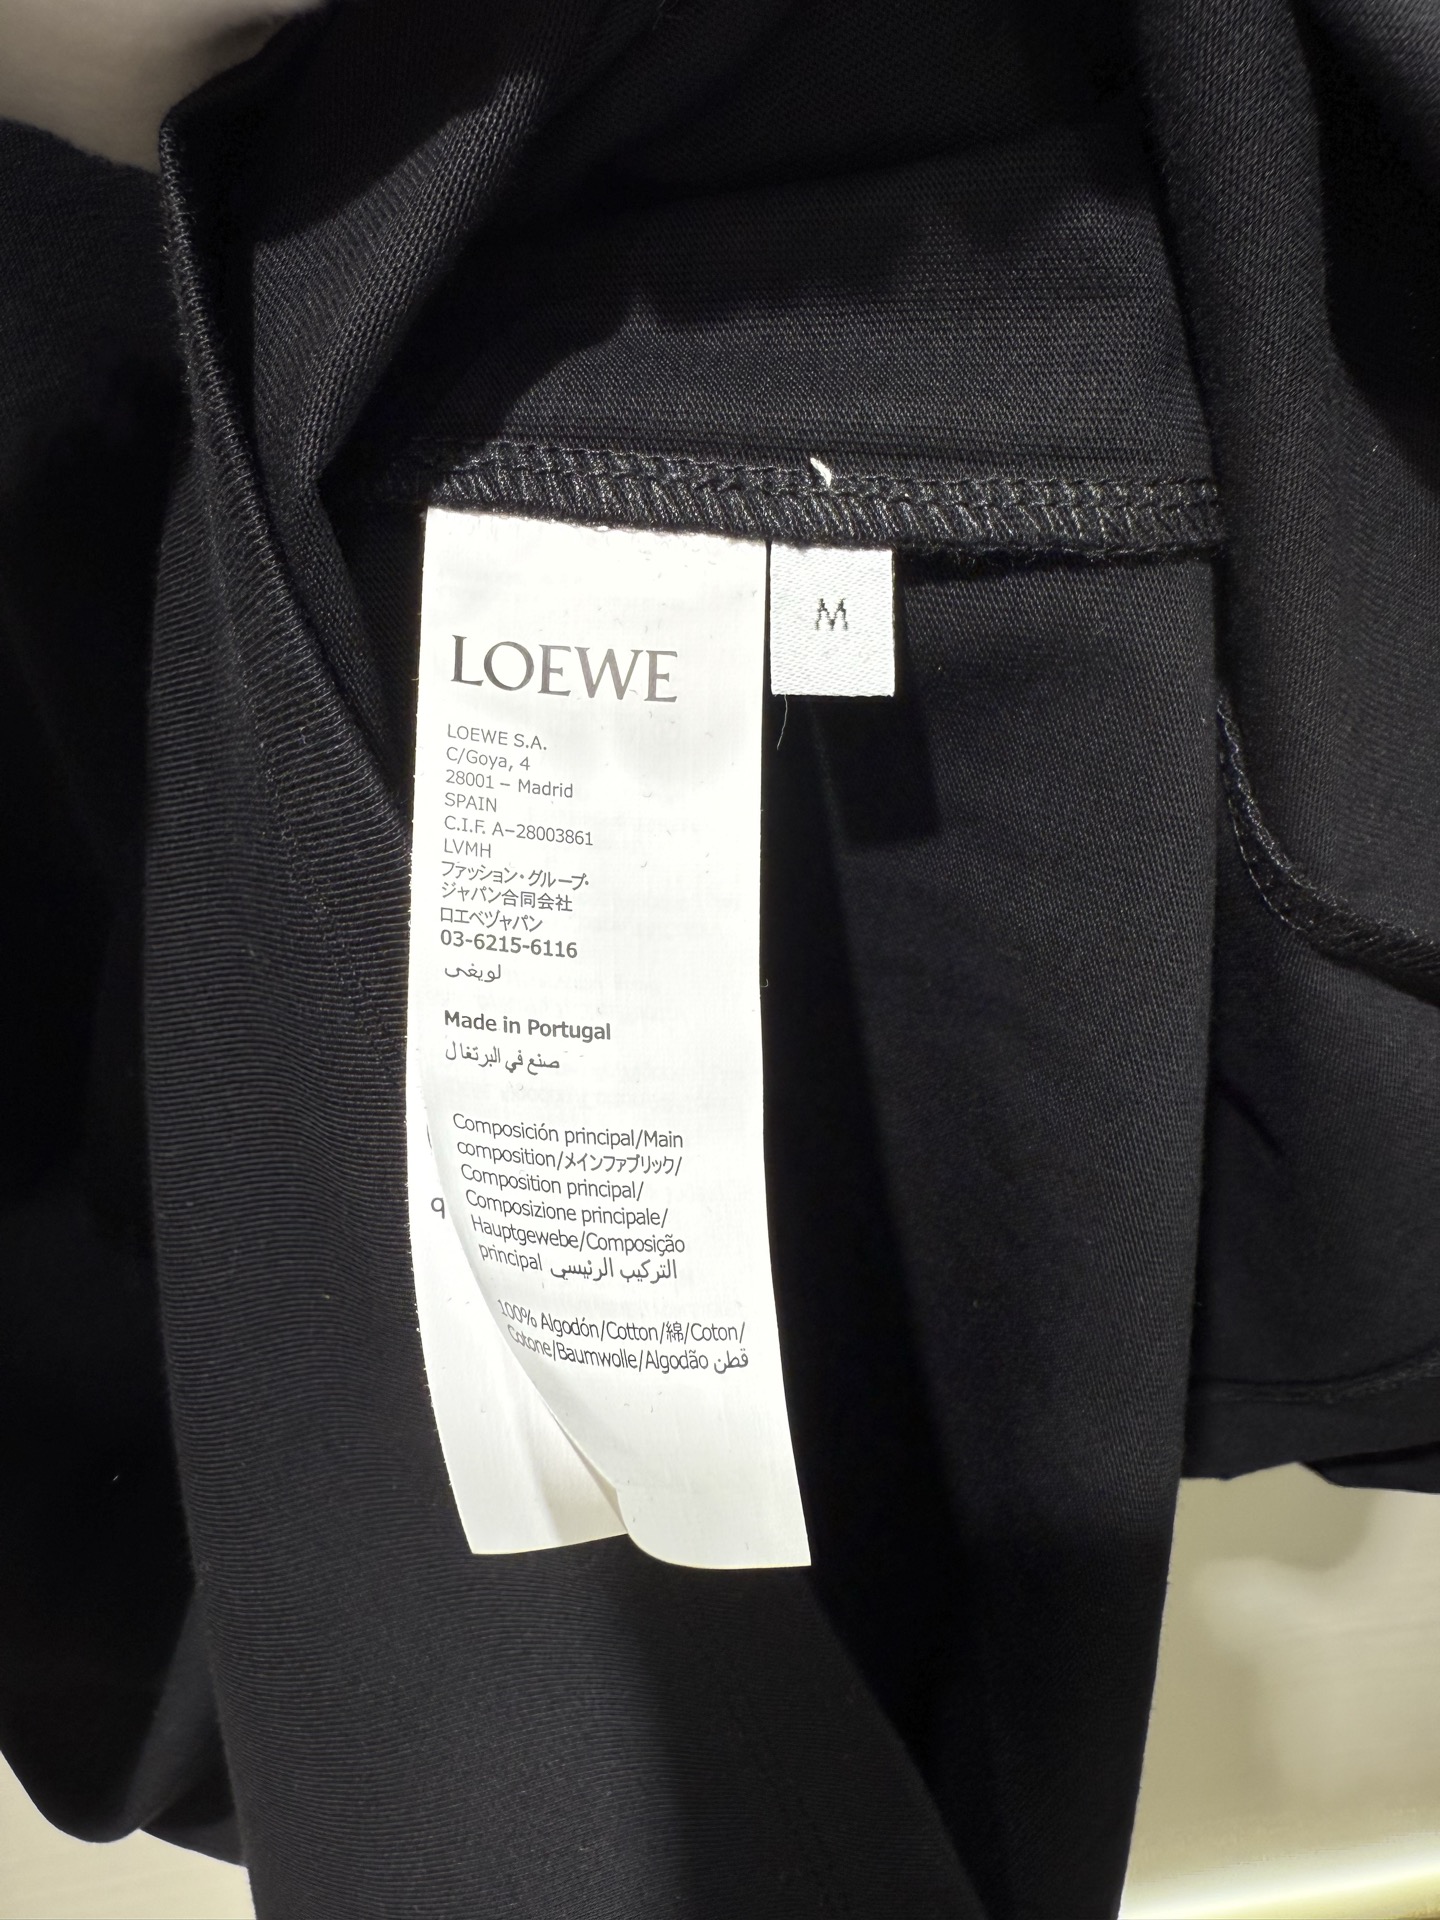 LOEWE
M
LOEWE S.A.
C/Goya, 4
28001 – Madrid
SPAIN
C.I.F. A–28003861
LVMH
ファッション・グループ・
ジャパン合同会社
ロエベジャパン
03-6215-6116
لويفى
Made in Portugal
صنع في البرتغال
Composición principal/Main
composition/メインファブリック/
Composition principal/
Composizione principale/
Hauptgewebe/Composição
principal التركيب الرئيسي
100% Algodón/Cotton/綿/Coton/
Cotone/Baumwolle/Algodão قطن